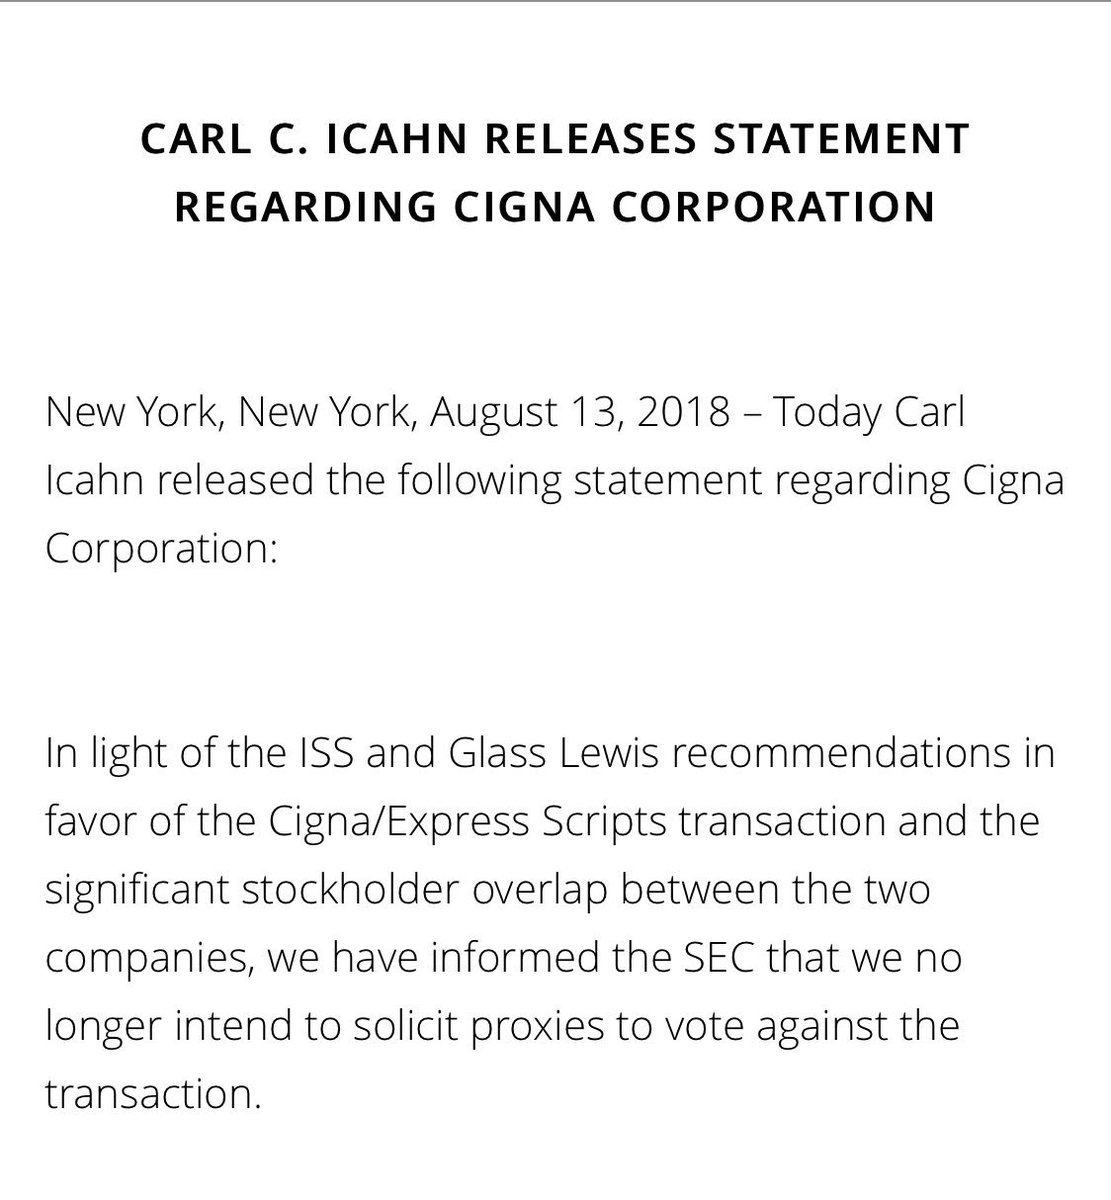 CARL C. ICAHN RELEASES STATEMENT
REGARDING CIGNA CORPORATION
New York, New York, August 13, 2018 – Today Carl
Icahn released the following statement regarding Cigna
Corporation:
In light of the ISS and Glass Lewis recommendations in
favor of the Cigna/Express Scripts transaction and the
significant stockholder overlap between the two
companies, we have informed the SEC that we no
longer intend to solicit proxies to vote against the
transaction.